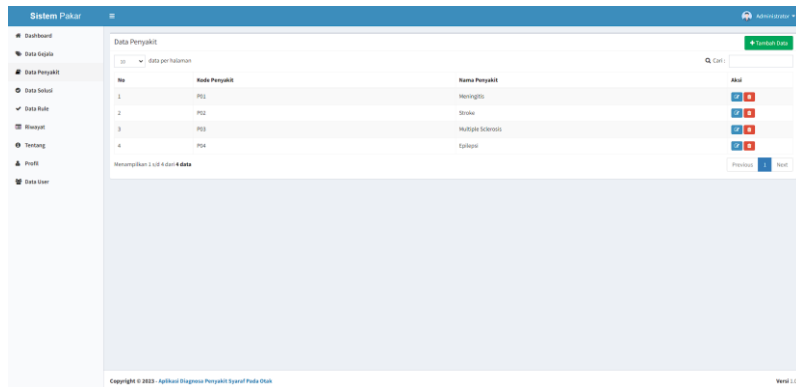 Sistem Pakar
Administrator
Dashboard
Data Gejala
Data Penyakit
Data Solusi
Data Rule
Riwayat
Tentang
Profil
Data User
Data Penyakit
Tambah Data
10 data per halaman
Cari :
No Kode Penyakit Nama Penyakit Aksi
1 P01 Meningitis
2 P02 Stroke
3 P03 Multiple Sclerosis
4 P04 Epilepsi
Menampilkan 1 s/d 4 dari 4 data
Previous 1 Next
Copyright © 2023 - Aplikasi Diagnosa Penyakit Syaraf Pada Otak
Versi